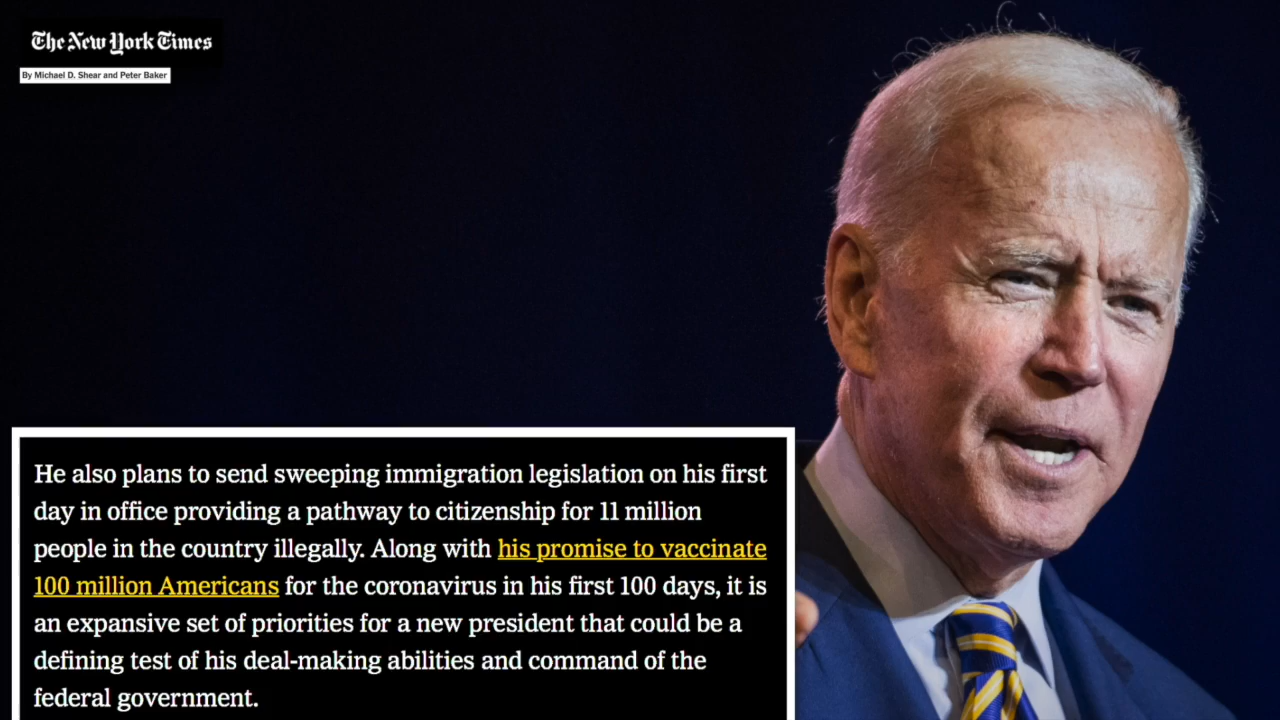 The New York Times
By Michael D. Shear and Peter Baker
He also plans to send sweeping immigration legislation on his first
day in office providing a pathway to citizenship for 11 million
people in the country illegally. Along with his promise to vaccinate
100 million Americans for the coronavirus in his first 100 days, it is
an expansive set of priorities for a new president that could be a
defining test of his deal-making abilities and command of the
federal government.